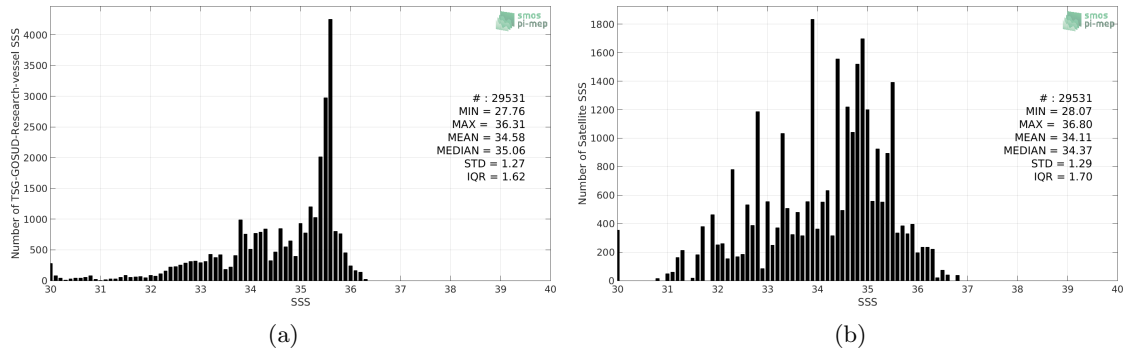 smos
pi-mep
Number of TSG-GOSUD-Research-vessel SSS
4000
3500
3000
2500
2000
1500
1000
500
0
# : 29531
MIN = 27.76
MAX = 36.31
MEAN = 34.58
MEDIAN = 35.06
STD = 1.27
IQR = 1.62
30 31 32 33 34 35 36 37 38 39 40
SSS
(a)
smos
pi-mep
Number of Satellite SSS
1800
1600
1400
1200
1000
800
600
400
200
0
# : 29531
MIN = 28.07
MAX = 36.80
MEAN = 34.11
MEDIAN = 34.37
STD = 1.29
IQR = 1.70
30 31 32 33 34 35 36 37 38 39 40
SSS
(b)